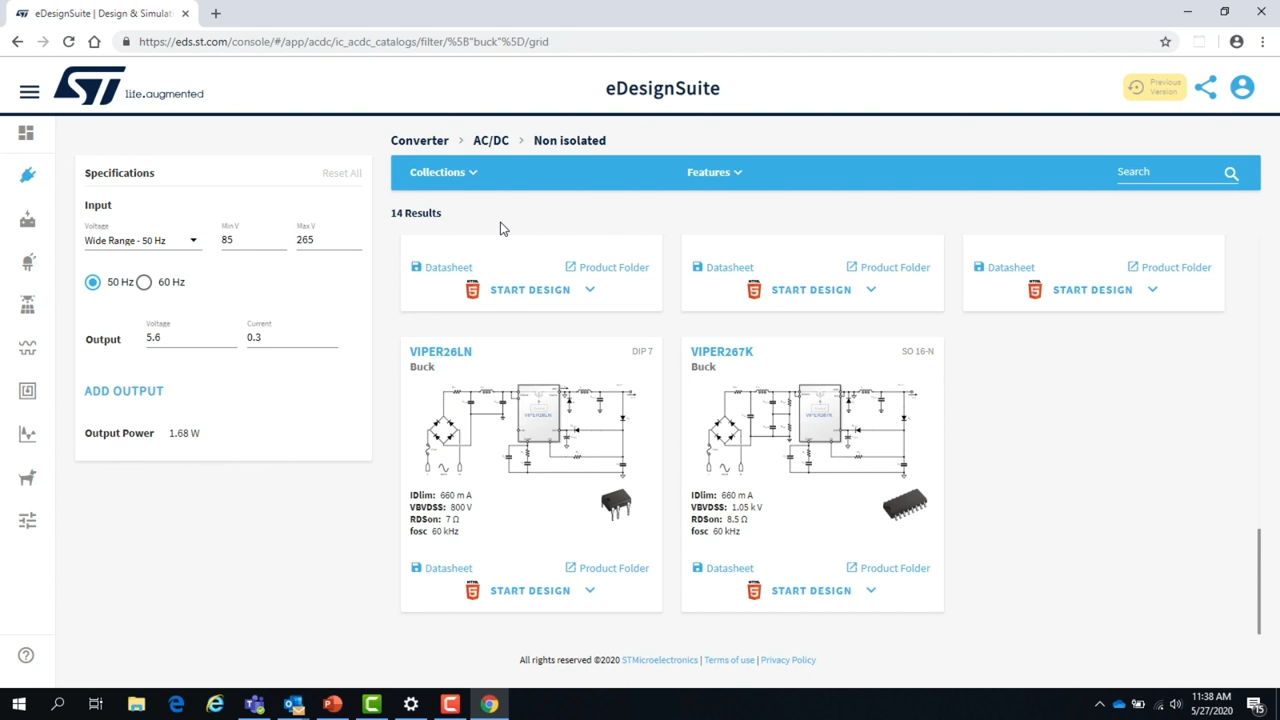 eDesignSuite | Design & Simulat
https://eds.st.com/console/#/app/acdc/ic_acdc_catalogs/filter/%5B"buck"%5D/grid
ST life.augmented
eDesignSuite
Previous Version
Converter > AC/DC > Non isolated
Specifications
Reset All
Input
Voltage
Min V
Max V
Wide Range - 50 Hz
85
265
50 Hz
60 Hz
Output
Voltage
Current
5.6
0.3
ADD OUTPUT
Output Power 1.68 W
Collections
Features
Search
14 Results
Datasheet Product Folder
START DESIGN
Datasheet Product Folder
START DESIGN
Datasheet Product Folder
START DESIGN
VIPER26LN DIP 7
Buck
IDlim: 660 m A
VBVDSS: 800 V
RDSon: 7 Ω
fosc 60 kHz
Datasheet Product Folder
START DESIGN
VIPER267K SO 16-N
Buck
IDlim: 660 m A
VBVDSS: 1.05 k V
RDSon: 8.5 Ω
fosc 60 kHz
Datasheet Product Folder
START DESIGN
All rights reserved ©2020 STMicroelectronics | Terms of use | Privacy Policy
11:38 AM
5/27/2020
15